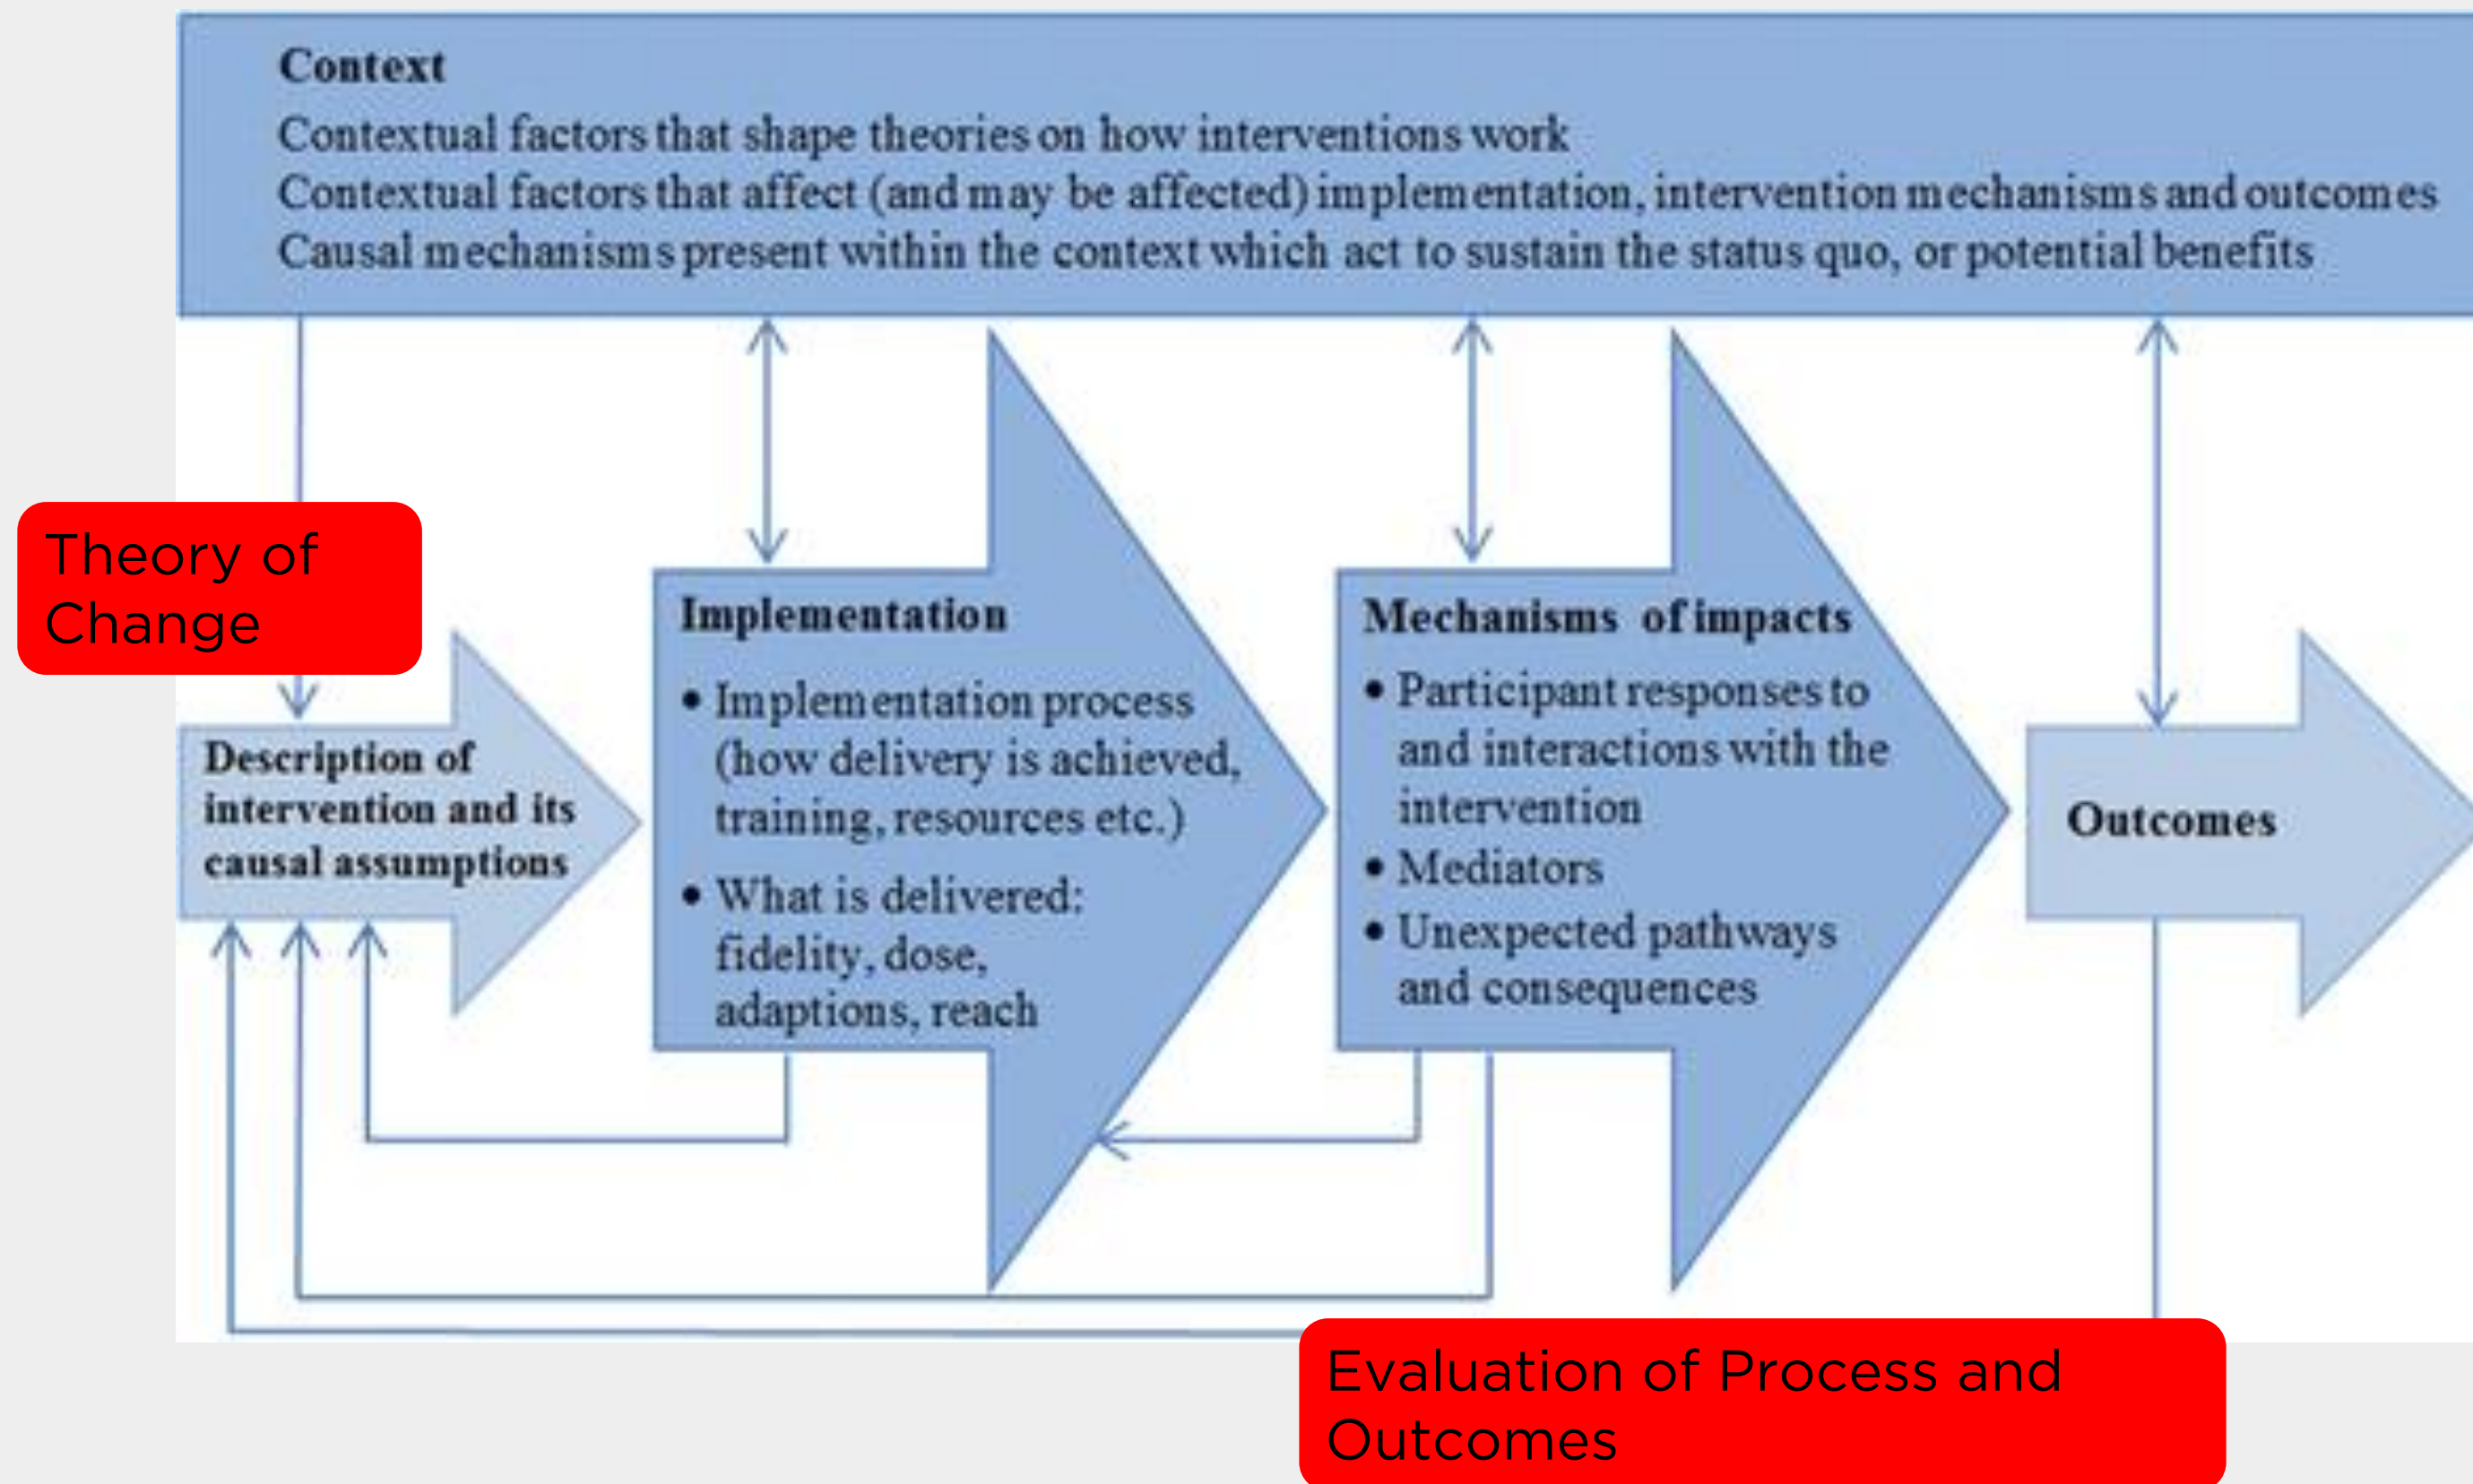 Context
Contextual factors that shape theories on how interventions work
Contextual factors that affect (and may be affected) implementation, intervention mechanisms and outcomes
Causal mechanisms present within the context which act to sustain the status quo, or potential benefits
Theory of
Change
Description of
intervention and its
causal assumptions
Implementation
• Implementation process
(how delivery is achieved,
training, resources etc.)
• What is delivered:
fidelity, dose,
adaptions, reach
Mechanisms of impacts
• Participant responses to
and interactions with the
intervention
• Mediators
• Unexpected pathways
and consequences
Outcomes
Evaluation of Process and
Outcomes